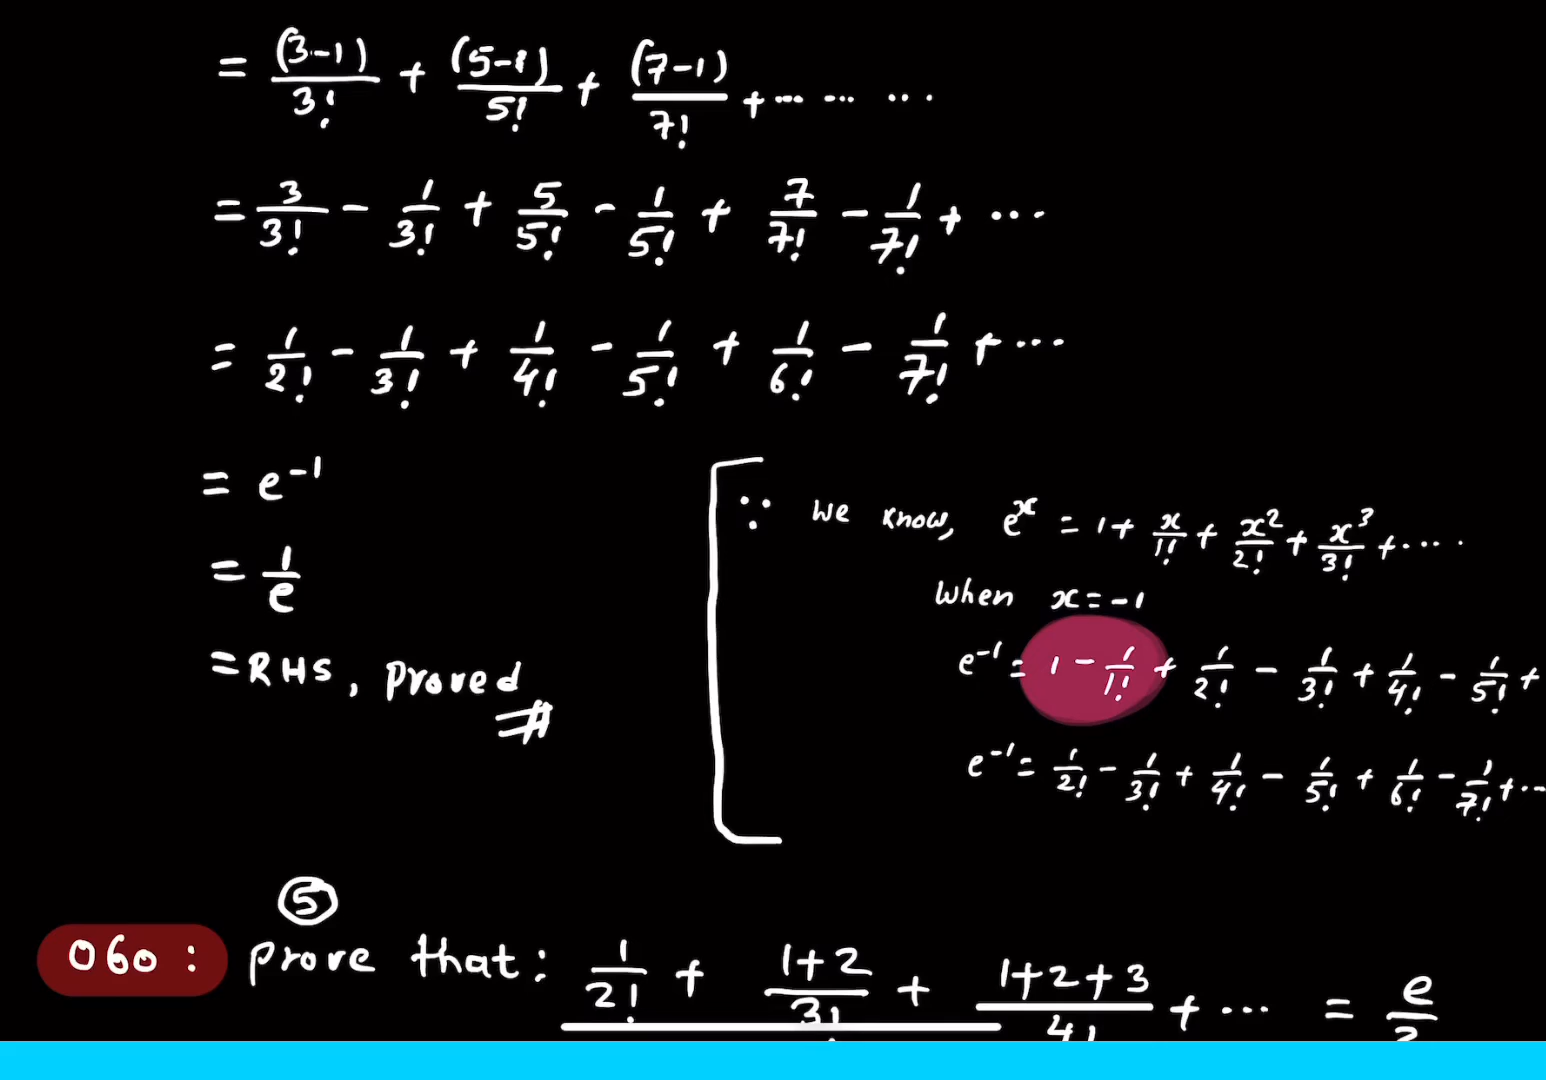 = (3-1)/3! + (5-1)/5! + (7-1)/7! + ... ... ...
= 3/3! - 1/3! + 5/5! - 1/5! + 7/7! - 1/7! + ...
= 1/2! - 1/3! + 1/4! - 1/5! + 1/6! - 1/7! + ...
= e⁻¹
= 1/e
= RHS, proved #
∵ we know, eˣ = 1 + x/1! + x²/2! + x³/3! + ....
when x = -1
e⁻¹ = 1 - 1/1! + 1/2! - 1/3! + 1/4! - 1/5! +
e⁻¹ = 1/2! - 1/3! + 1/4! - 1/5! + 1/6! - 1/7! + ..
5
060 : prove that : 1/2! + (1+2)/3! + (1+2+3)/4! + ... = e/2